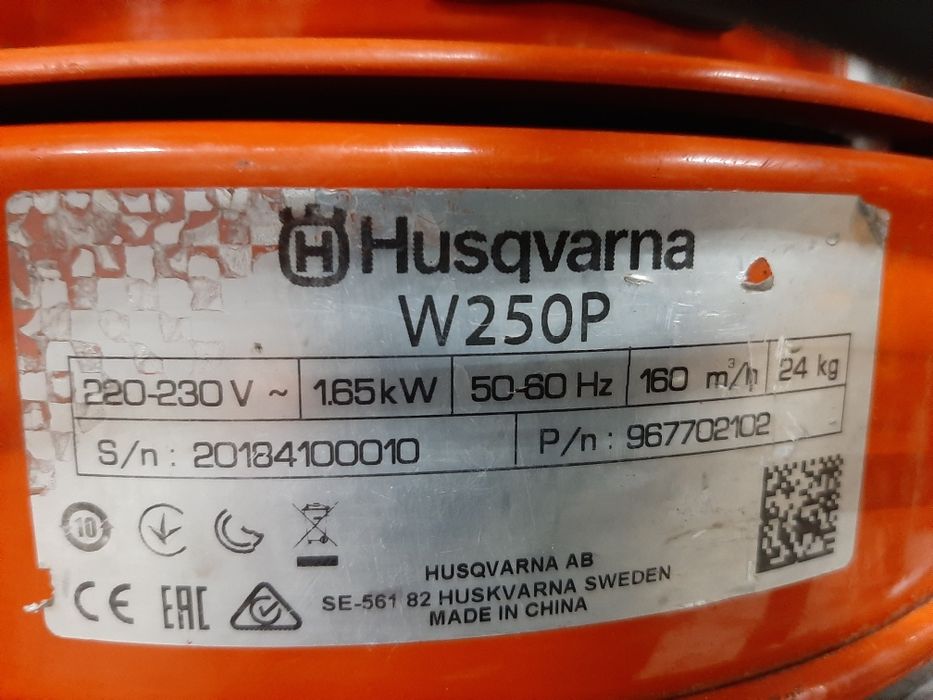 Husqvarna
W250P
220-230 V ~ 1.65 kW 50-60 Hz 160 m³/h 24 kg
S/n : 20184100010 P/n : 967702102
10
CE EAC
HUSQVARNA AB
SE-561 82 HUSKVARNA SWEDEN
MADE IN CHINA